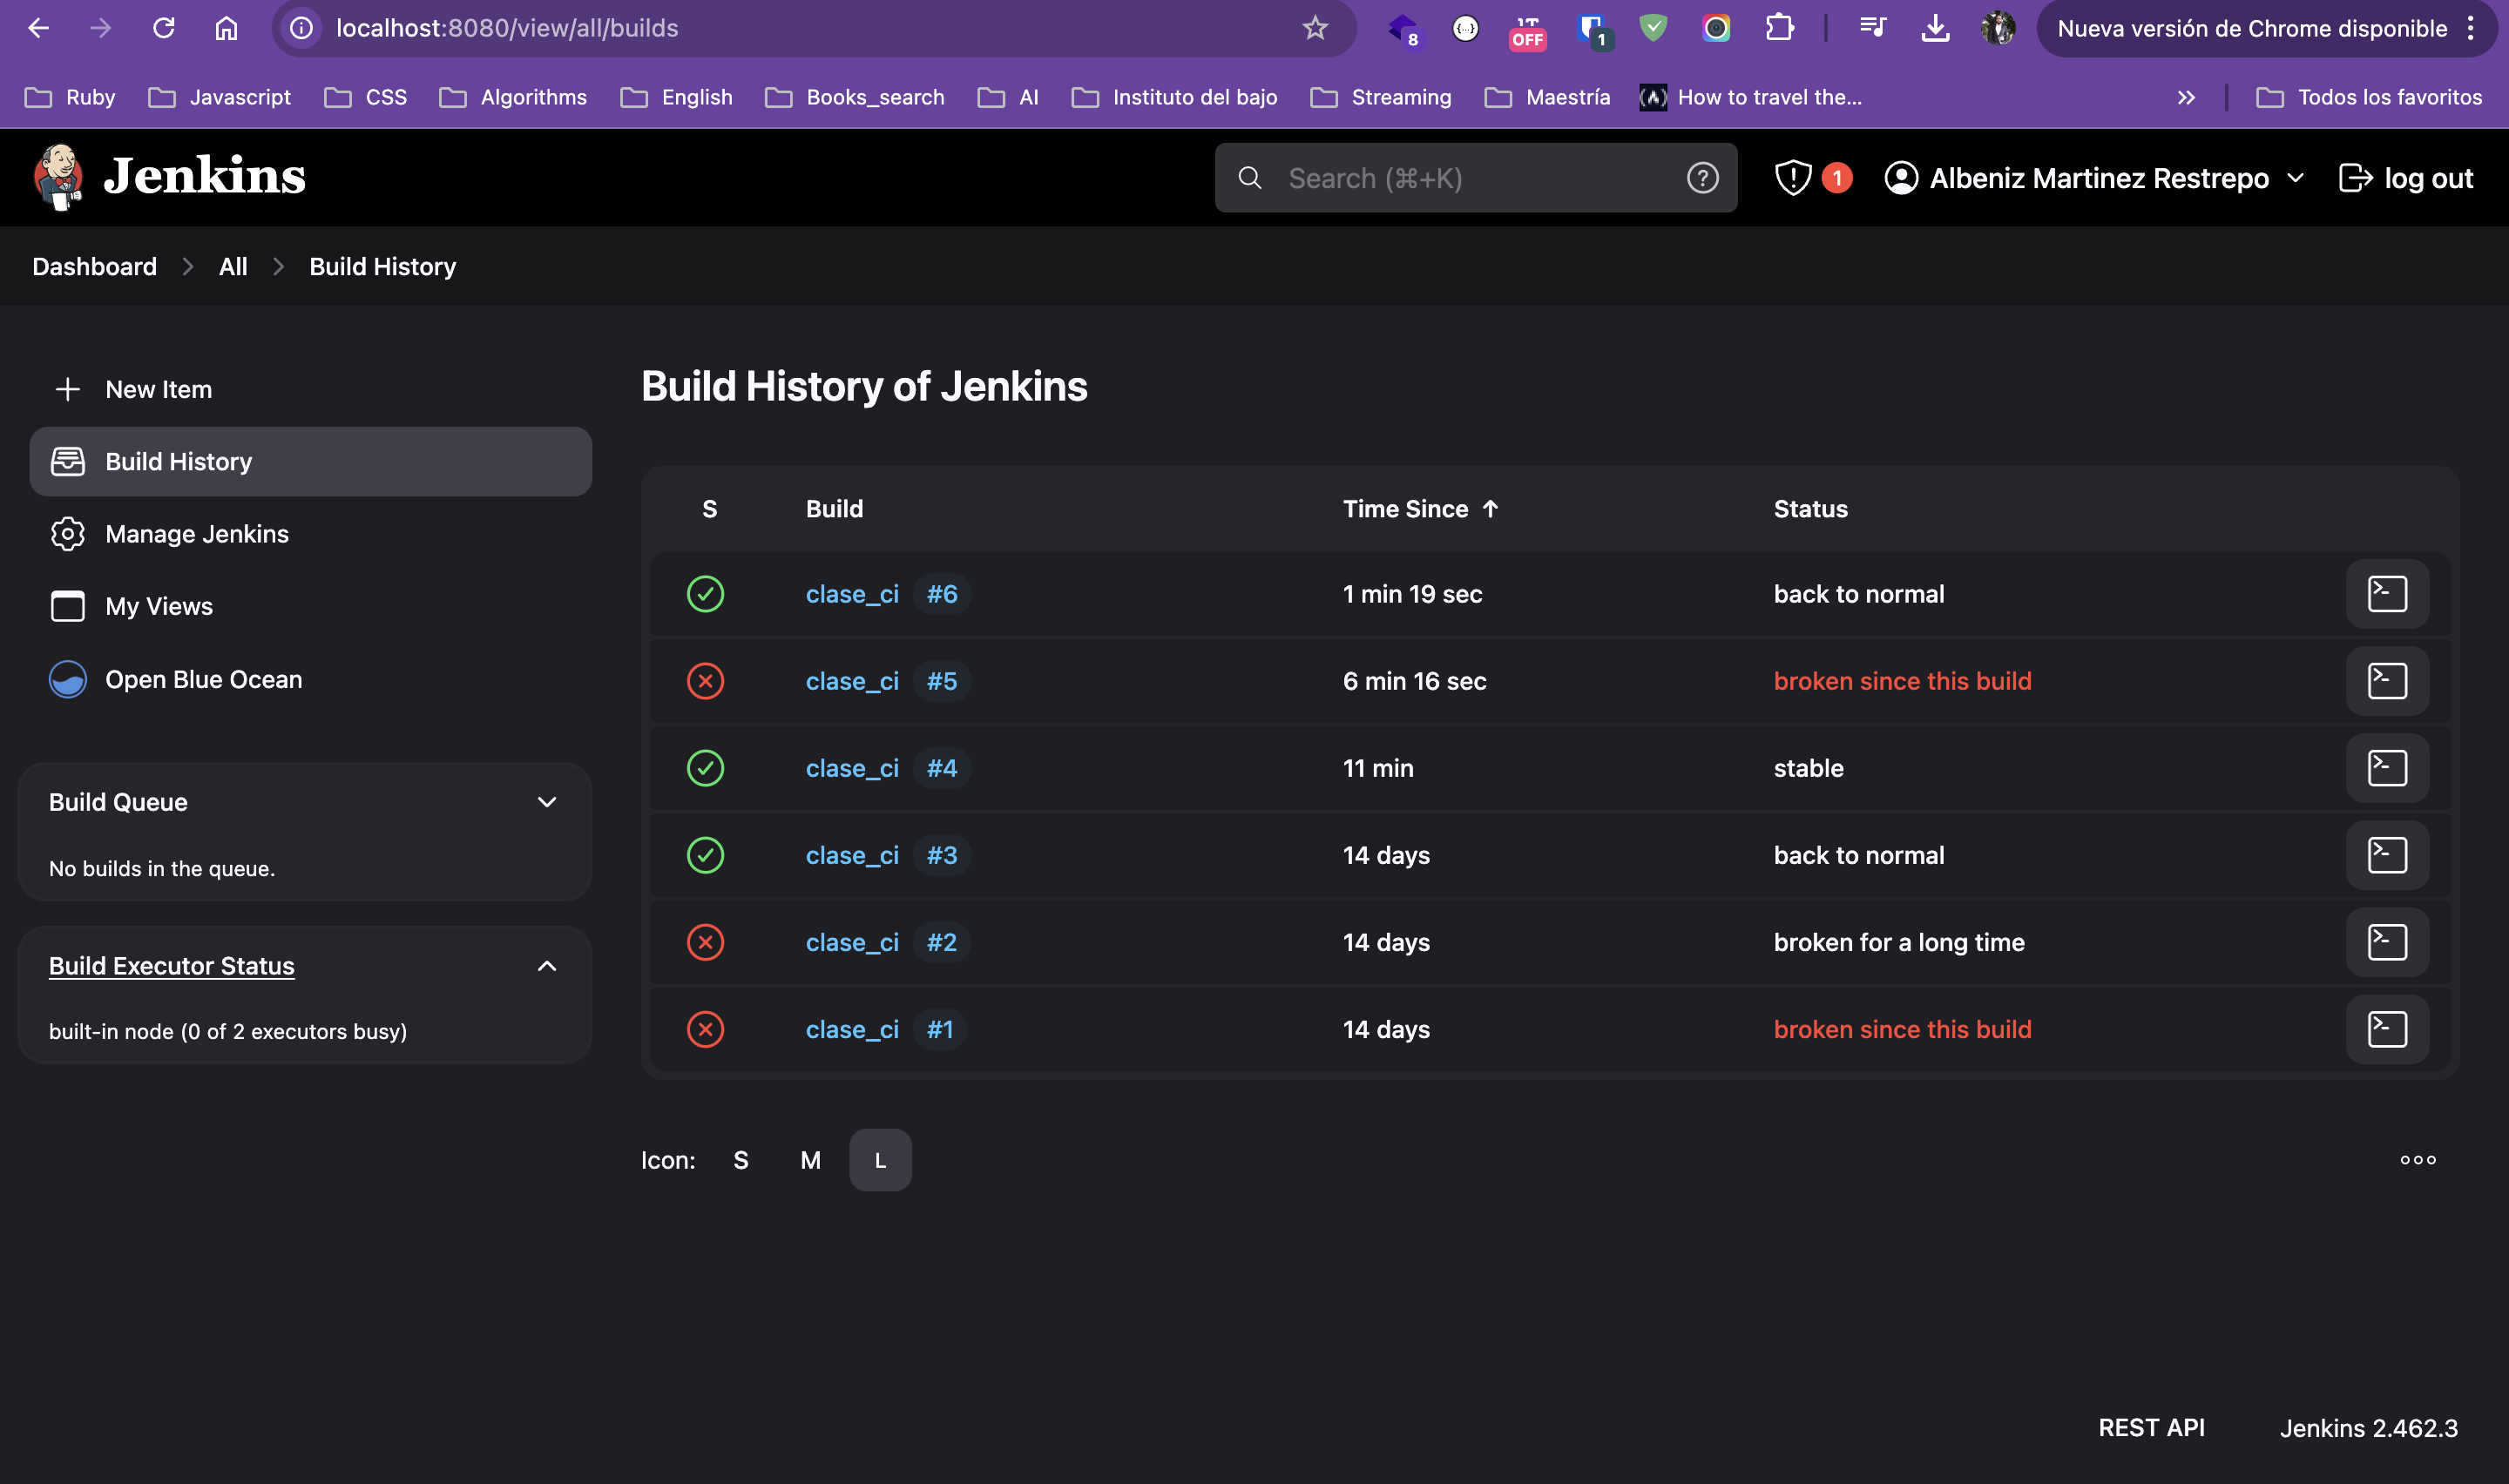 localhost:8080/view/all/builds
8
OFF
1
Nueva versión de Chrome disponible
Ruby Javascript CSS Algorithms English Books_search AI Instituto del bajo Streaming Maestría How to travel the... Todos los favoritos
Jenkins
Search (⌘+K)
1
Albeniz Martinez Restrepo
log out
Dashboard > All > Build History
New Item
Build History
Manage Jenkins
My Views
Open Blue Ocean
Build Queue
No builds in the queue.
Build Executor Status
built-in node (0 of 2 executors busy)
Build History of Jenkins
S Build Time Since ↑ Status
clase_ci #6 1 min 19 sec back to normal
clase_ci #5 6 min 16 sec broken since this build
clase_ci #4 11 min stable
clase_ci #3 14 days back to normal
clase_ci #2 14 days broken for a long time
clase_ci #1 14 days broken since this build
Icon: S M L
REST API Jenkins 2.462.3